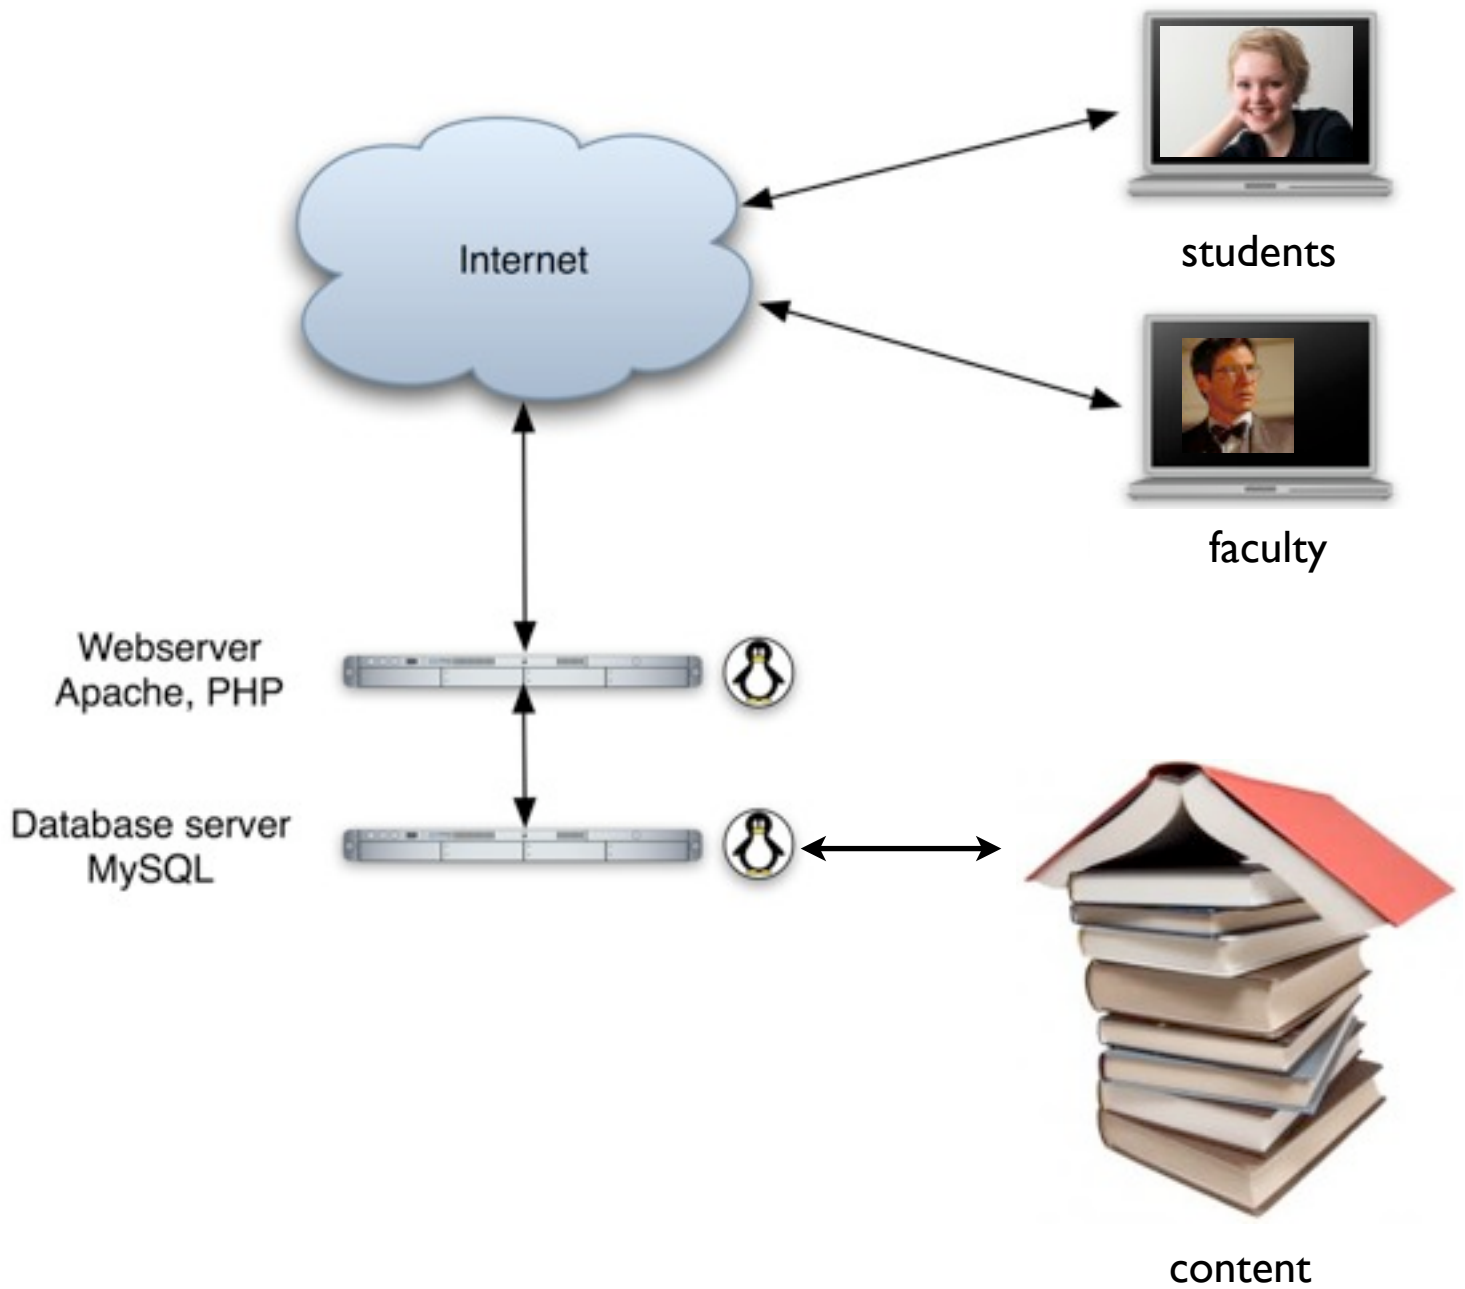 students
Internet
faculty
Webserver
Apache, PHP
Database server
MySQL
content